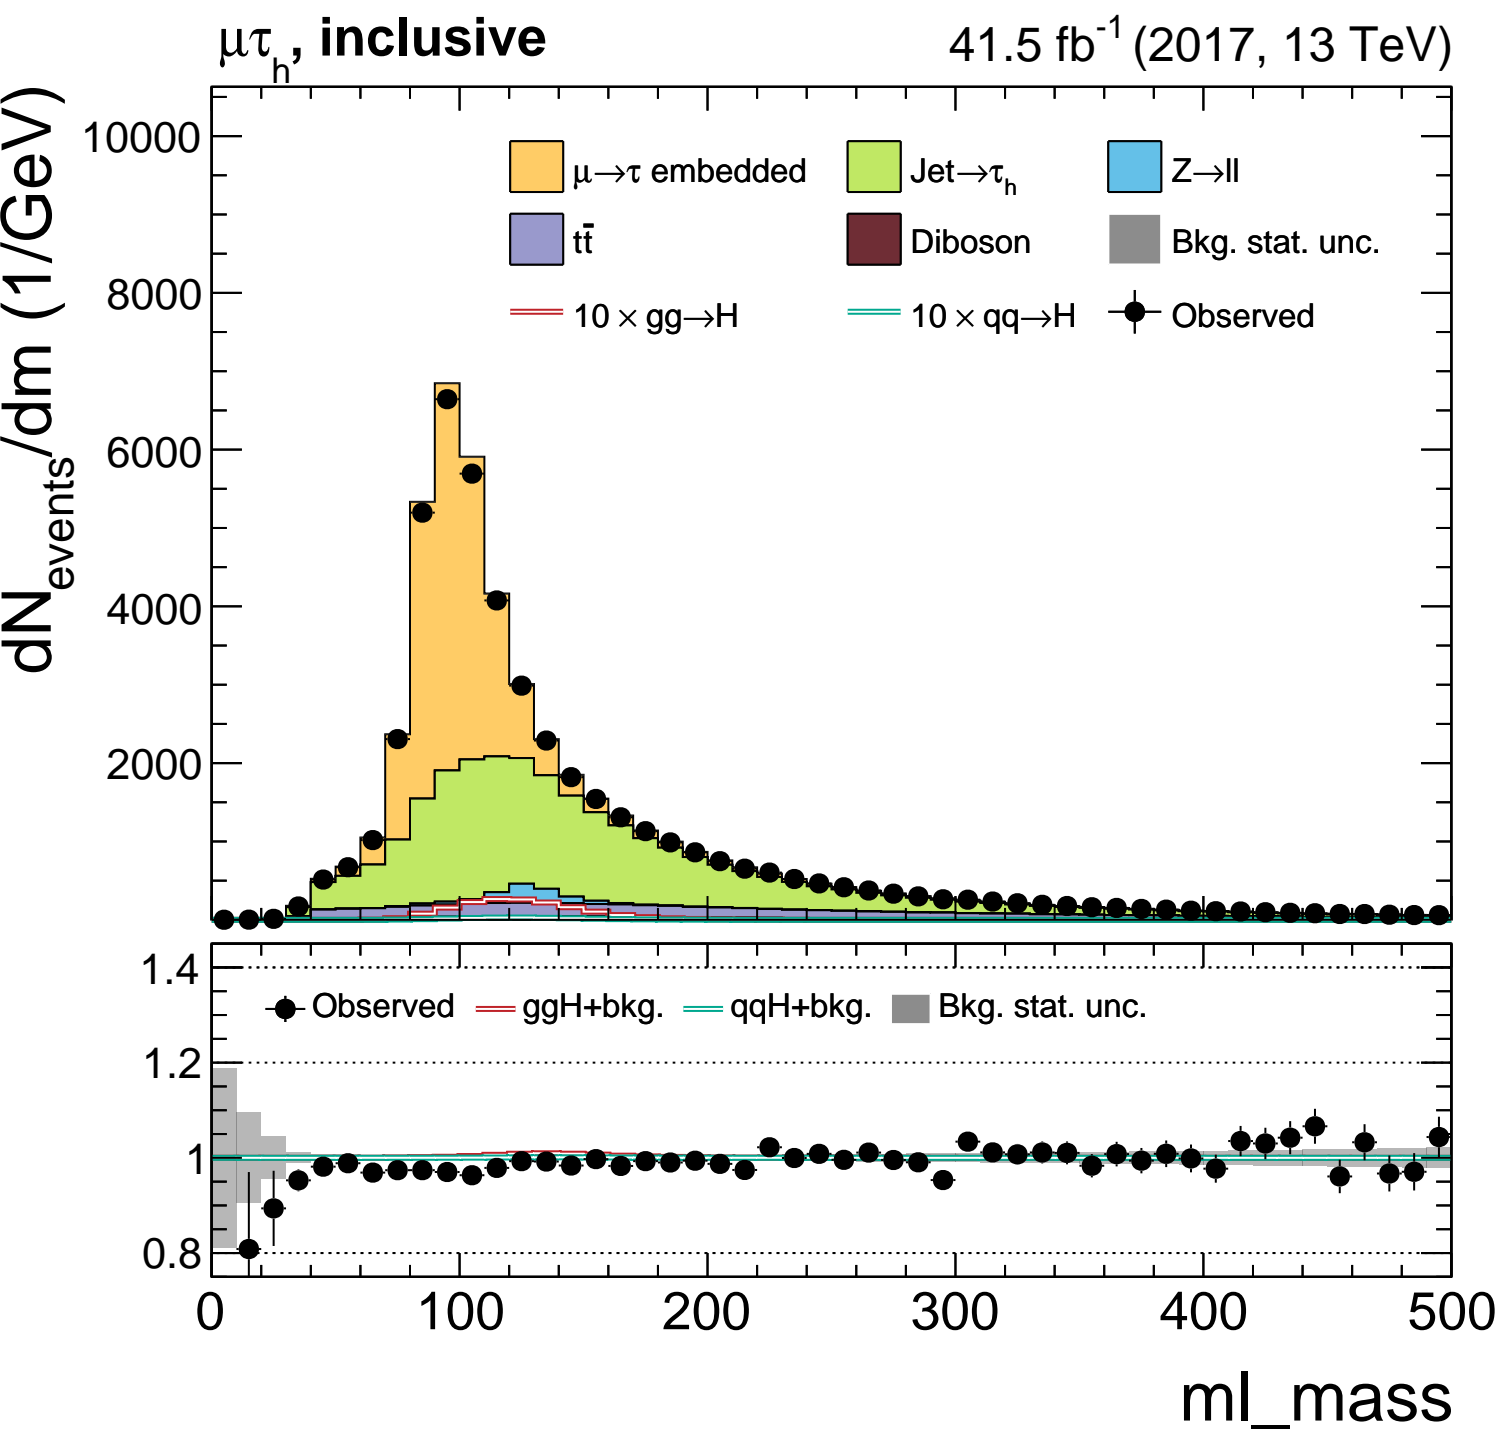 μτh, inclusive
41.5 fb-1 (2017, 13 TeV)
dNevents/dm (1/GeV)
10000
8000
6000
4000
2000
μ→τ embedded
Jet→τh
Z→ll
tt̄
Diboson
Bkg. stat. unc.
10 × gg→H
10 × qq→H
Observed
1.4
1.2
1
0.8
Observed
ggH+bkg.
qqH+bkg.
Bkg. stat. unc.
0
100
200
300
400
500
ml_mass